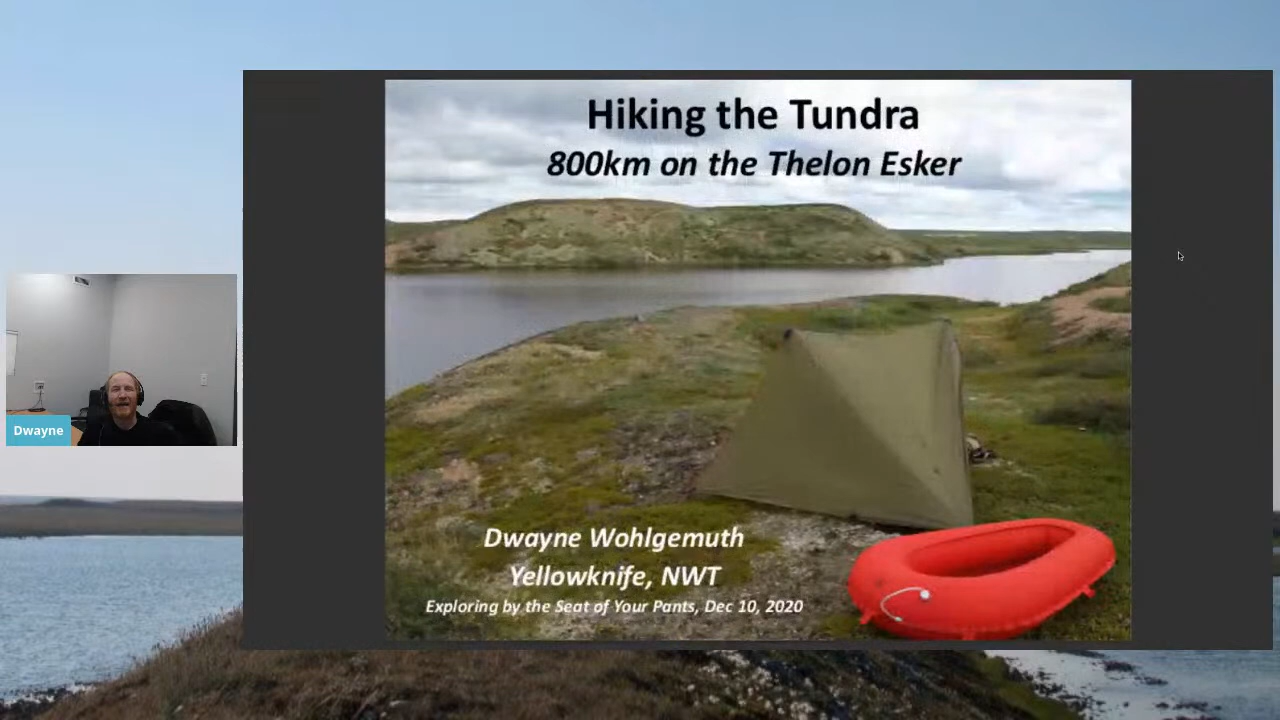 Hiking the Tundra
800km on the Thelon Esker
Dwayne
Dwayne Wohlgemuth
Yellowknife, NWT
Exploring by the Seat of Your Pants, Dec 10, 2020